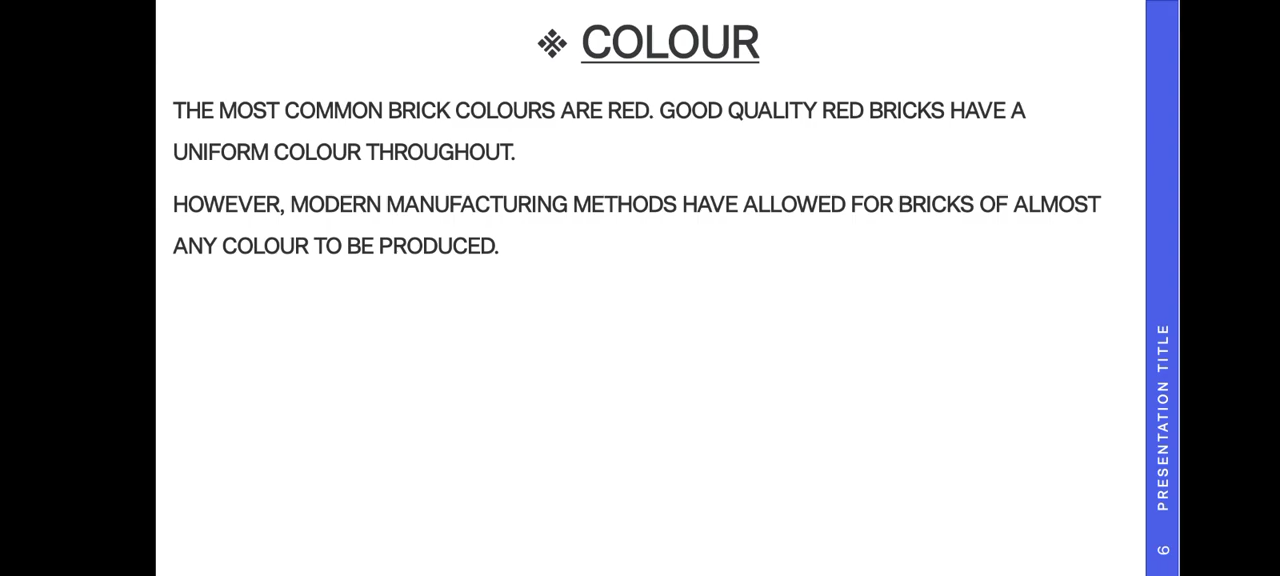 ❖ COLOUR
THE MOST COMMON BRICK COLOURS ARE RED. GOOD QUALITY RED BRICKS HAVE A
UNIFORM COLOUR THROUGHOUT.
HOWEVER, MODERN MANUFACTURING METHODS HAVE ALLOWED FOR BRICKS OF ALMOST
ANY COLOUR TO BE PRODUCED.
PRESENTATION TITLE
6